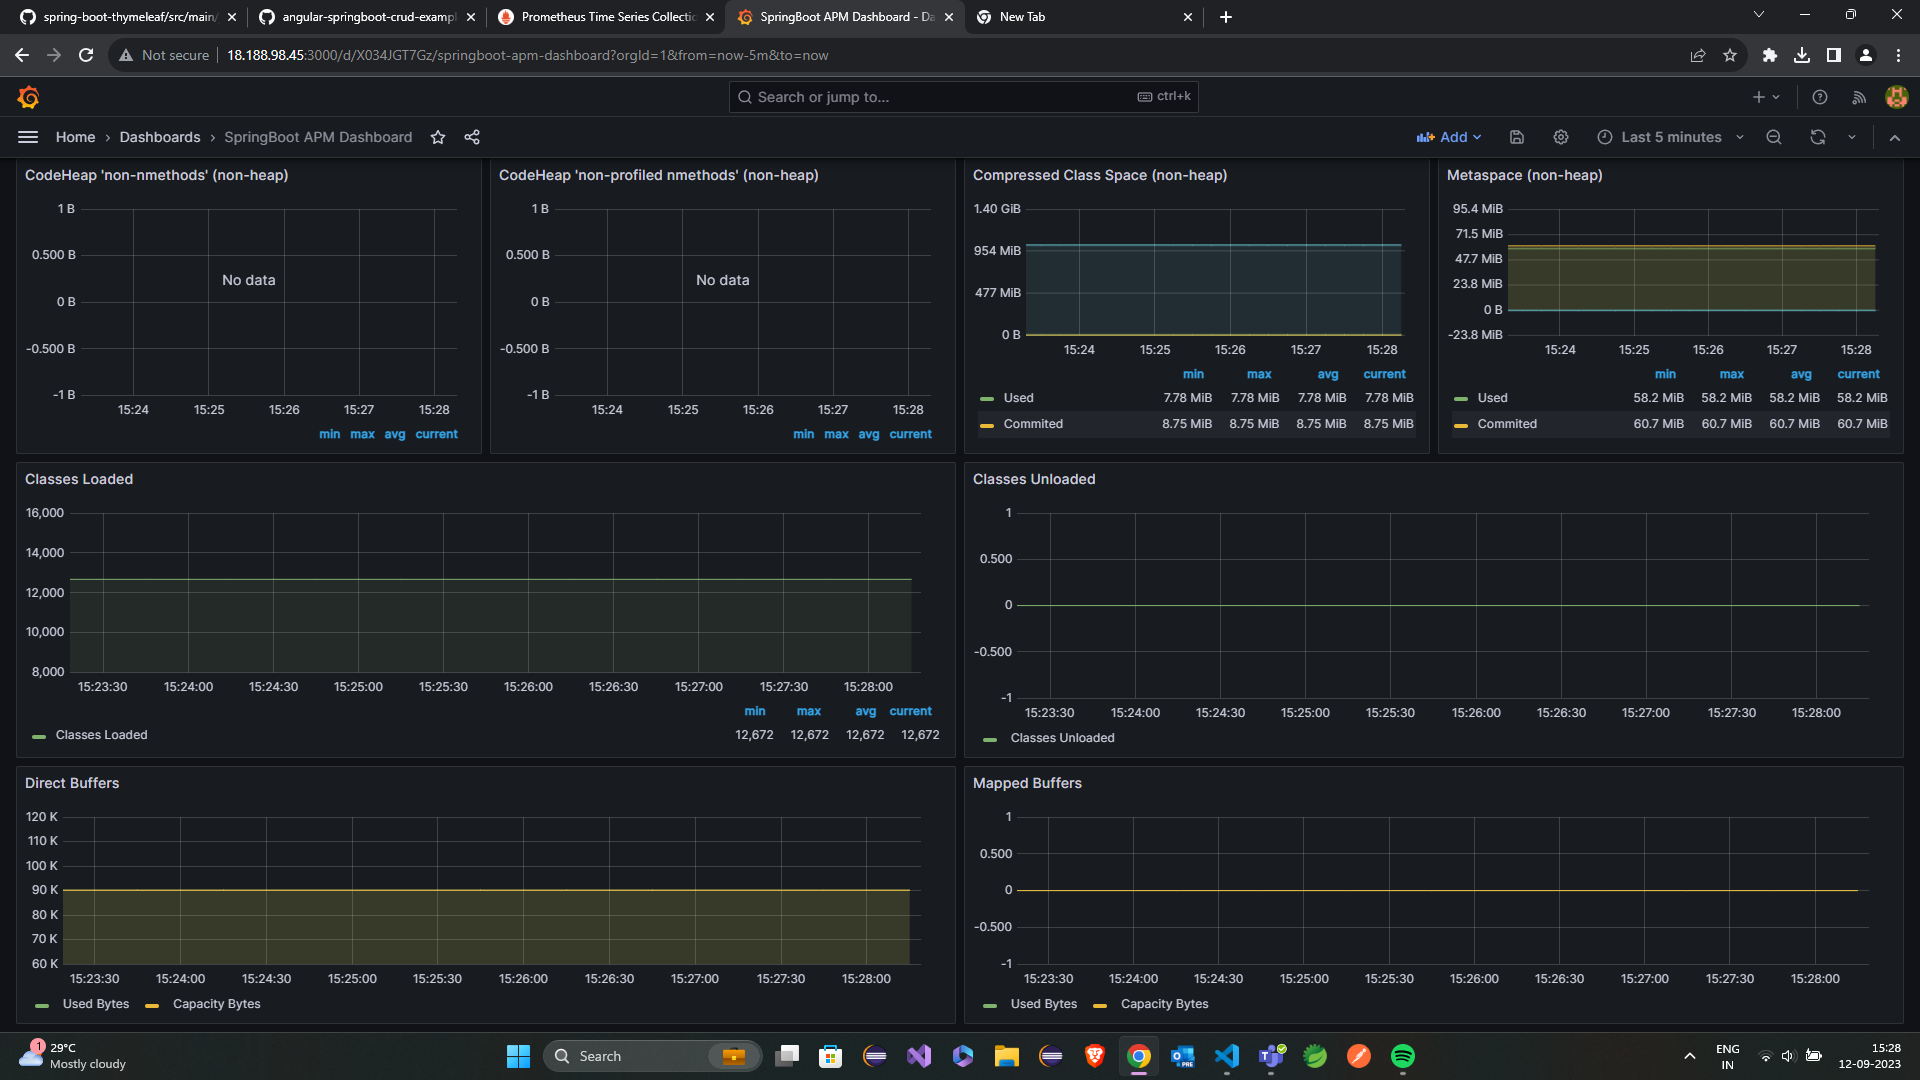 spring-boot-thymeleaf/src/main/
angular-springboot-crud-exampl
Prometheus Time Series Collectio
SpringBoot APM Dashboard - Da
New Tab
Not secure
18.188.98.45:3000/d/X034JGT7Gz/springboot-apm-dashboard?orgId=1&from=now-5m&to=now
Search or jump to...
ctrl+k
Home › Dashboards › SpringBoot APM Dashboard
Add
Last 5 minutes
CodeHeap 'non-nmethods' (non-heap)
1 B
0.500 B
0 B
-0.500 B
-1 B
No data
15:24 15:25 15:26 15:27 15:28
min max avg current
CodeHeap 'non-profiled nmethods' (non-heap)
1 B
0.500 B
0 B
-0.500 B
-1 B
No data
15:24 15:25 15:26 15:27 15:28
min max avg current
Compressed Class Space (non-heap)
1.40 GiB
954 MiB
477 MiB
0 B
15:24 15:25 15:26 15:27 15:28
min max avg current
Used 7.78 MiB 7.78 MiB 7.78 MiB 7.78 MiB
Commited 8.75 MiB 8.75 MiB 8.75 MiB 8.75 MiB
Metaspace (non-heap)
95.4 MiB
71.5 MiB
47.7 MiB
23.8 MiB
0 B
-23.8 MiB
15:24 15:25 15:26 15:27 15:28
min max avg current
Used 58.2 MiB 58.2 MiB 58.2 MiB 58.2 MiB
Commited 60.7 MiB 60.7 MiB 60.7 MiB 60.7 MiB
Classes Loaded
16,000
14,000
12,000
10,000
8,000
15:23:30 15:24:00 15:24:30 15:25:00 15:25:30 15:26:00 15:26:30 15:27:00 15:27:30 15:28:00
min max avg current
Classes Loaded 12,672 12,672 12,672 12,672
Classes Unloaded
1
0.500
0
-0.500
-1
15:23:30 15:24:00 15:24:30 15:25:00 15:25:30 15:26:00 15:26:30 15:27:00 15:27:30 15:28:00
Classes Unloaded
Direct Buffers
120 K
110 K
100 K
90 K
80 K
70 K
60 K
15:23:30 15:24:00 15:24:30 15:25:00 15:25:30 15:26:00 15:26:30 15:27:00 15:27:30 15:28:00
Used Bytes Capacity Bytes
Mapped Buffers
1
0.500
0
-0.500
-1
15:23:30 15:24:00 15:24:30 15:25:00 15:25:30 15:26:00 15:26:30 15:27:00 15:27:30 15:28:00
Used Bytes Capacity Bytes
1
29°C
Mostly cloudy
Search
PRE
ENG
IN
15:28
12-09-2023